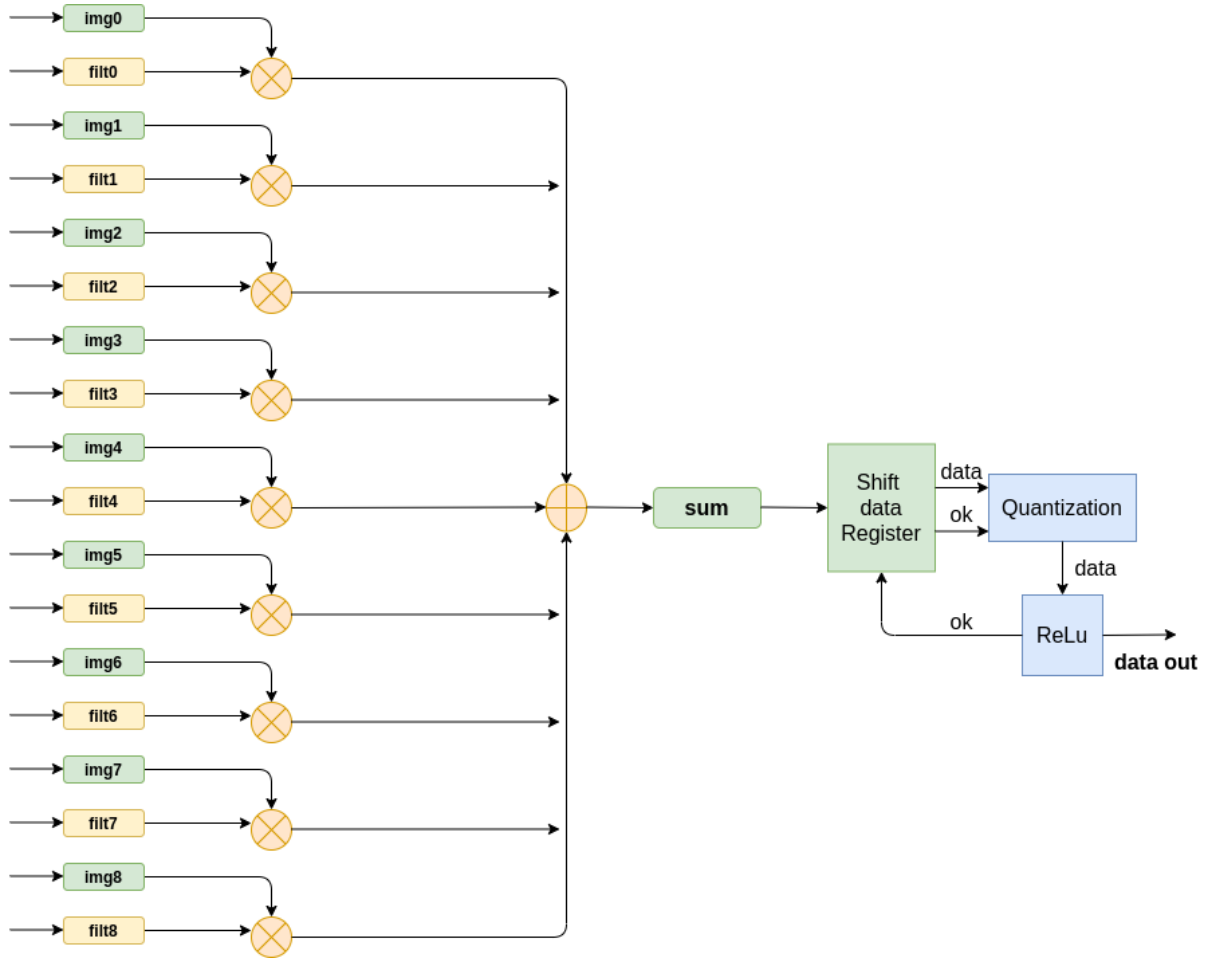 img0
filt0
img1
filt1
img2
filt2
img3
filt3
img4
filt4
img5
filt5
img6
filt6
img7
filt7
img8
filt8
sum
Shift
data
Register
data
ok
Quantization
data
ok
ReLu
data out